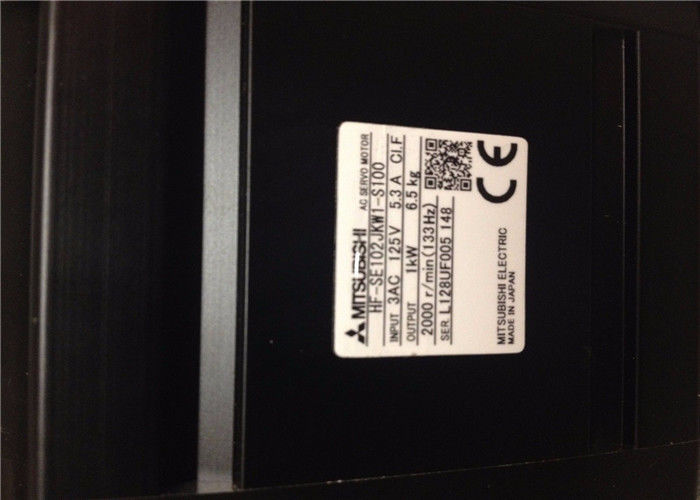 MITSUBISHI AC SERVO MOTOR
HF-SE102JKW1-S100
INPUT 3AC 125V 5.3A Cl.F
OUTPUT 1kW 6.5kg
2000 r/min(133Hz)
SER.L128UF005 148
CE
MITSUBISHI ELECTRIC
MADE IN JAPAN